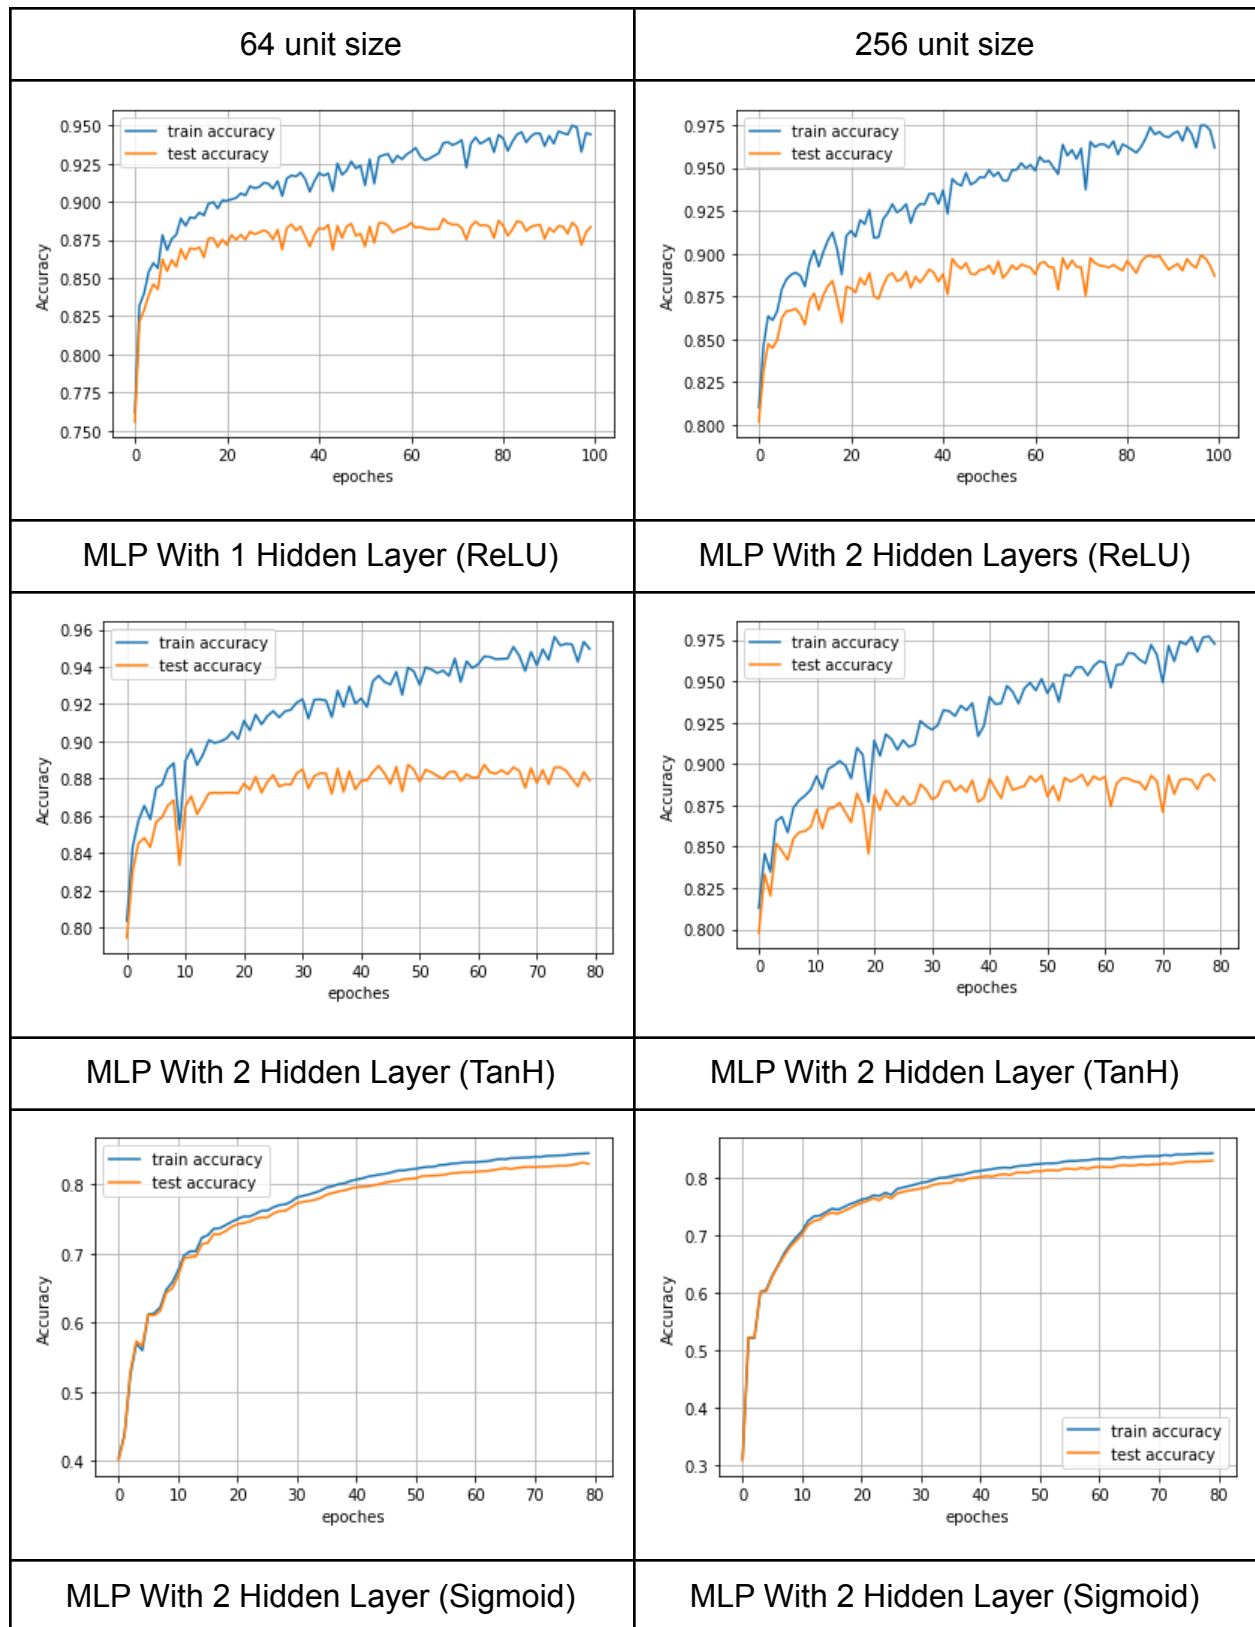 64 unit size
256 unit size
0.950
0.925
0.900
0.875
0.850
0.825
0.800
0.775
0.750
Accuracy
train accuracy
test accuracy
0 20 40 60 80 100
epoches
0.975
0.950
0.925
0.900
0.875
0.850
0.825
0.800
Accuracy
train accuracy
test accuracy
0 20 40 60 80 100
epoches
MLP With 1 Hidden Layer (ReLU)
MLP With 2 Hidden Layers (ReLU)
0.96
0.94
0.92
0.90
0.88
0.86
0.84
0.82
0.80
Accuracy
train accuracy
test accuracy
0 10 20 30 40 50 60 70 80
epoches
0.975
0.950
0.925
0.900
0.875
0.850
0.825
0.800
Accuracy
train accuracy
test accuracy
0 10 20 30 40 50 60 70 80
epoches
MLP With 2 Hidden Layer (TanH)
MLP With 2 Hidden Layer (TanH)
0.8
0.7
0.6
0.5
0.4
Accuracy
train accuracy
test accuracy
0 10 20 30 40 50 60 70 80
epoches
0.8
0.7
0.6
0.5
0.4
0.3
Accuracy
train accuracy
test accuracy
0 10 20 30 40 50 60 70 80
epoches
MLP With 2 Hidden Layer (Sigmoid)
MLP With 2 Hidden Layer (Sigmoid)